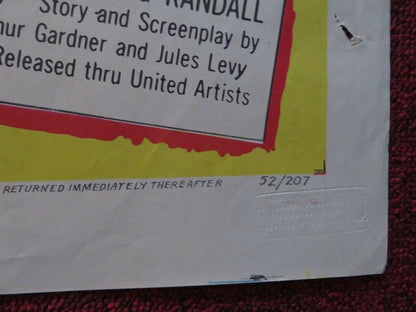 RANDALL
Story and Screenplay by
hur Gardner and Jules Levy
Released thru United Artists
RETURNED IMMEDIATELY THEREAFTER 52/207